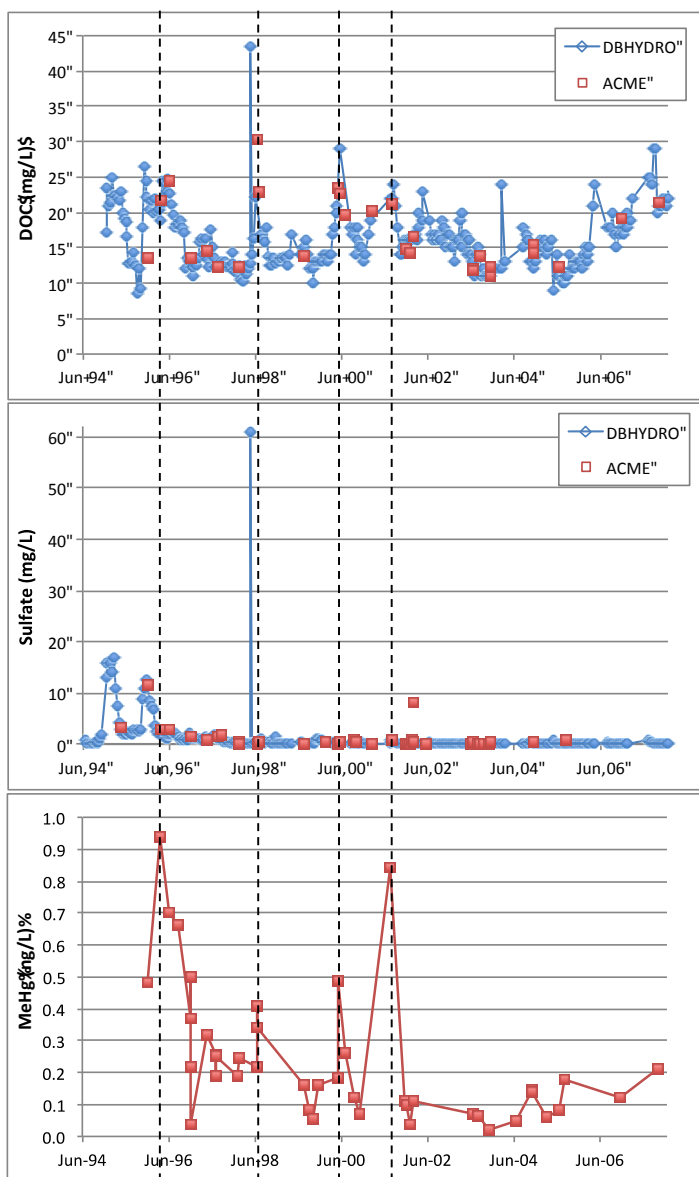 45"
40"
35"
30"
25"
20"
15"
10"
5"
0"
DOC$(mg/L)$
DBHYDRO"
ACME"
Jun+94" Jun+96" Jun+98" Jun+00" Jun+02" Jun+04" Jun+06"
60"
50"
40"
30"
20"
10"
0"
Sulfate (mg/L)
DBHYDRO"
ACME"
Jun,94" Jun,96" Jun,98" Jun,00" Jun,02" Jun,04" Jun,06"
1.0
0.9
0.8
0.7
0.6
0.5
0.4
0.3
0.2
0.1
0.0
MeHg%(ng/L)%
Jun-94 Jun-96 Jun-98 Jun-00 Jun-02 Jun-04 Jun-06